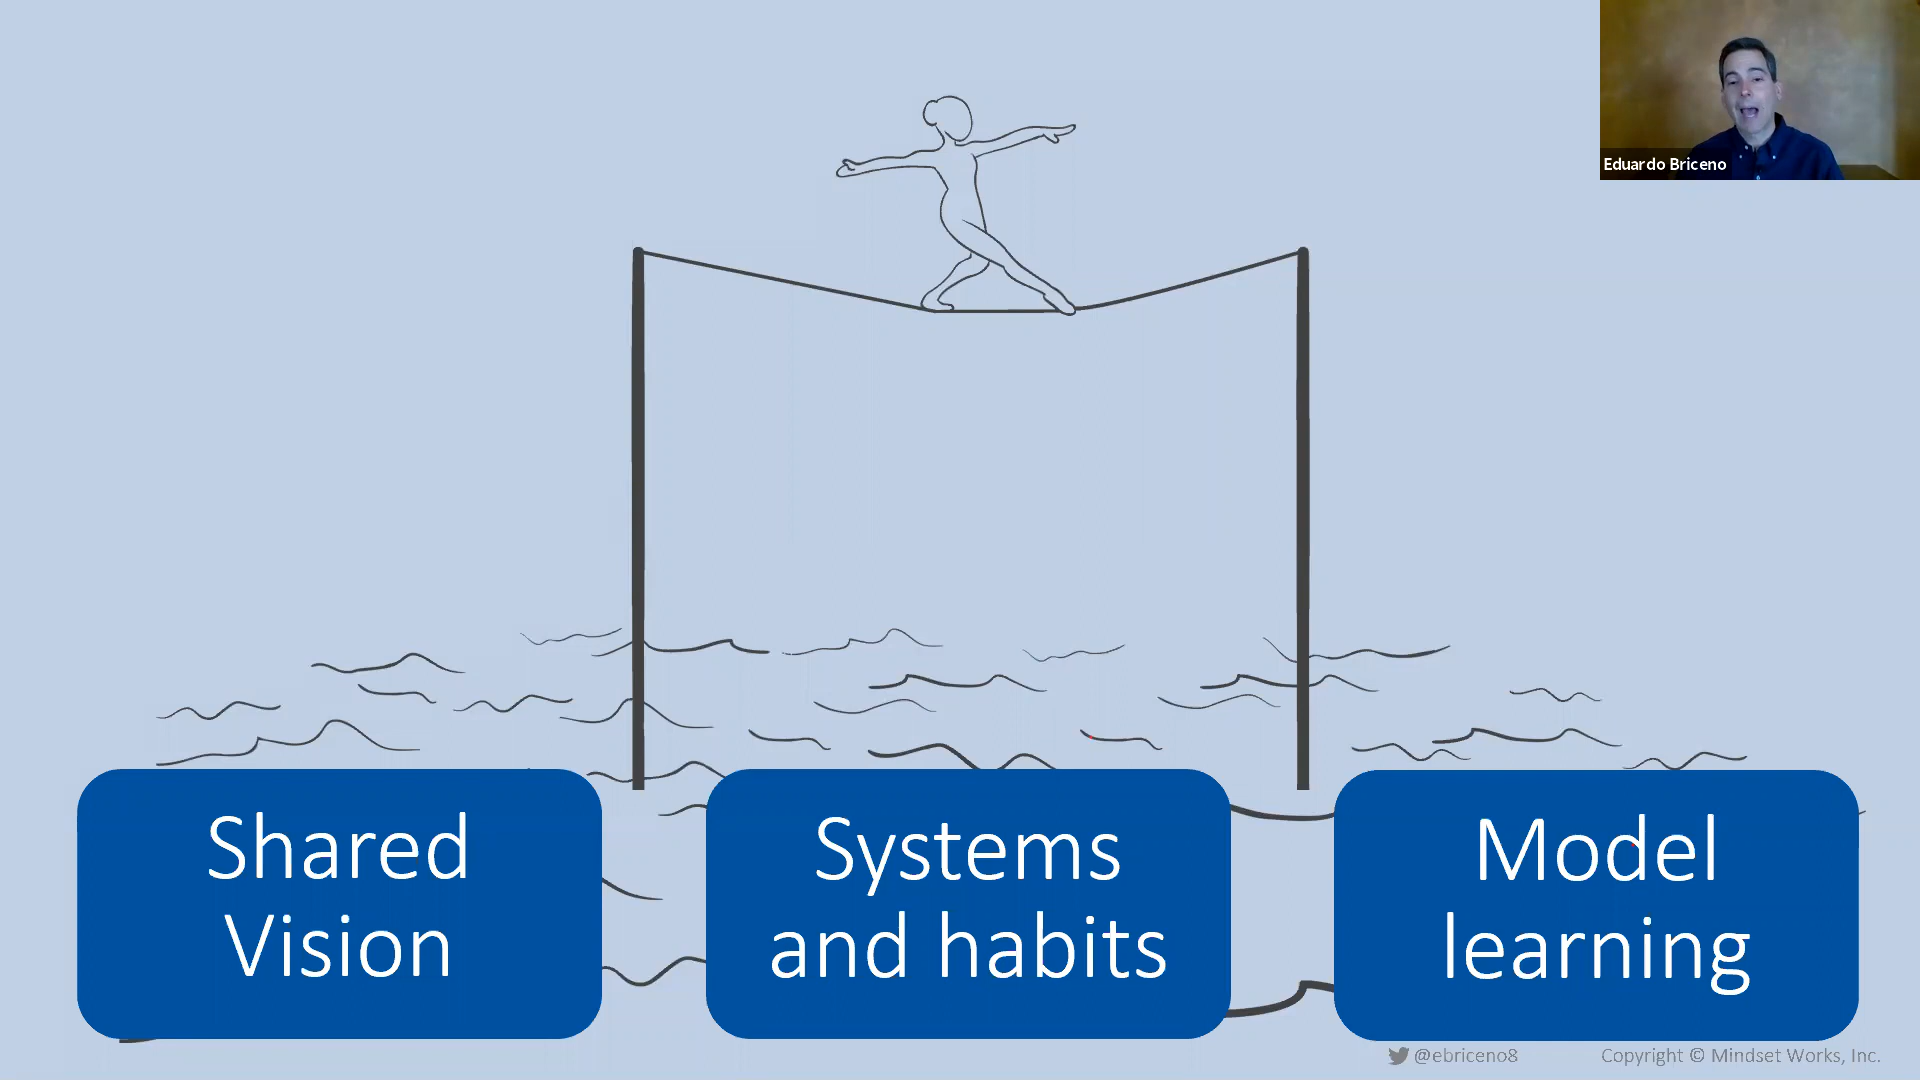 Eduardo Briceno
Shared
Vision
Systems
and habits
Model
learning
@ebriceno8
Copyright © Mindset Works, Inc.